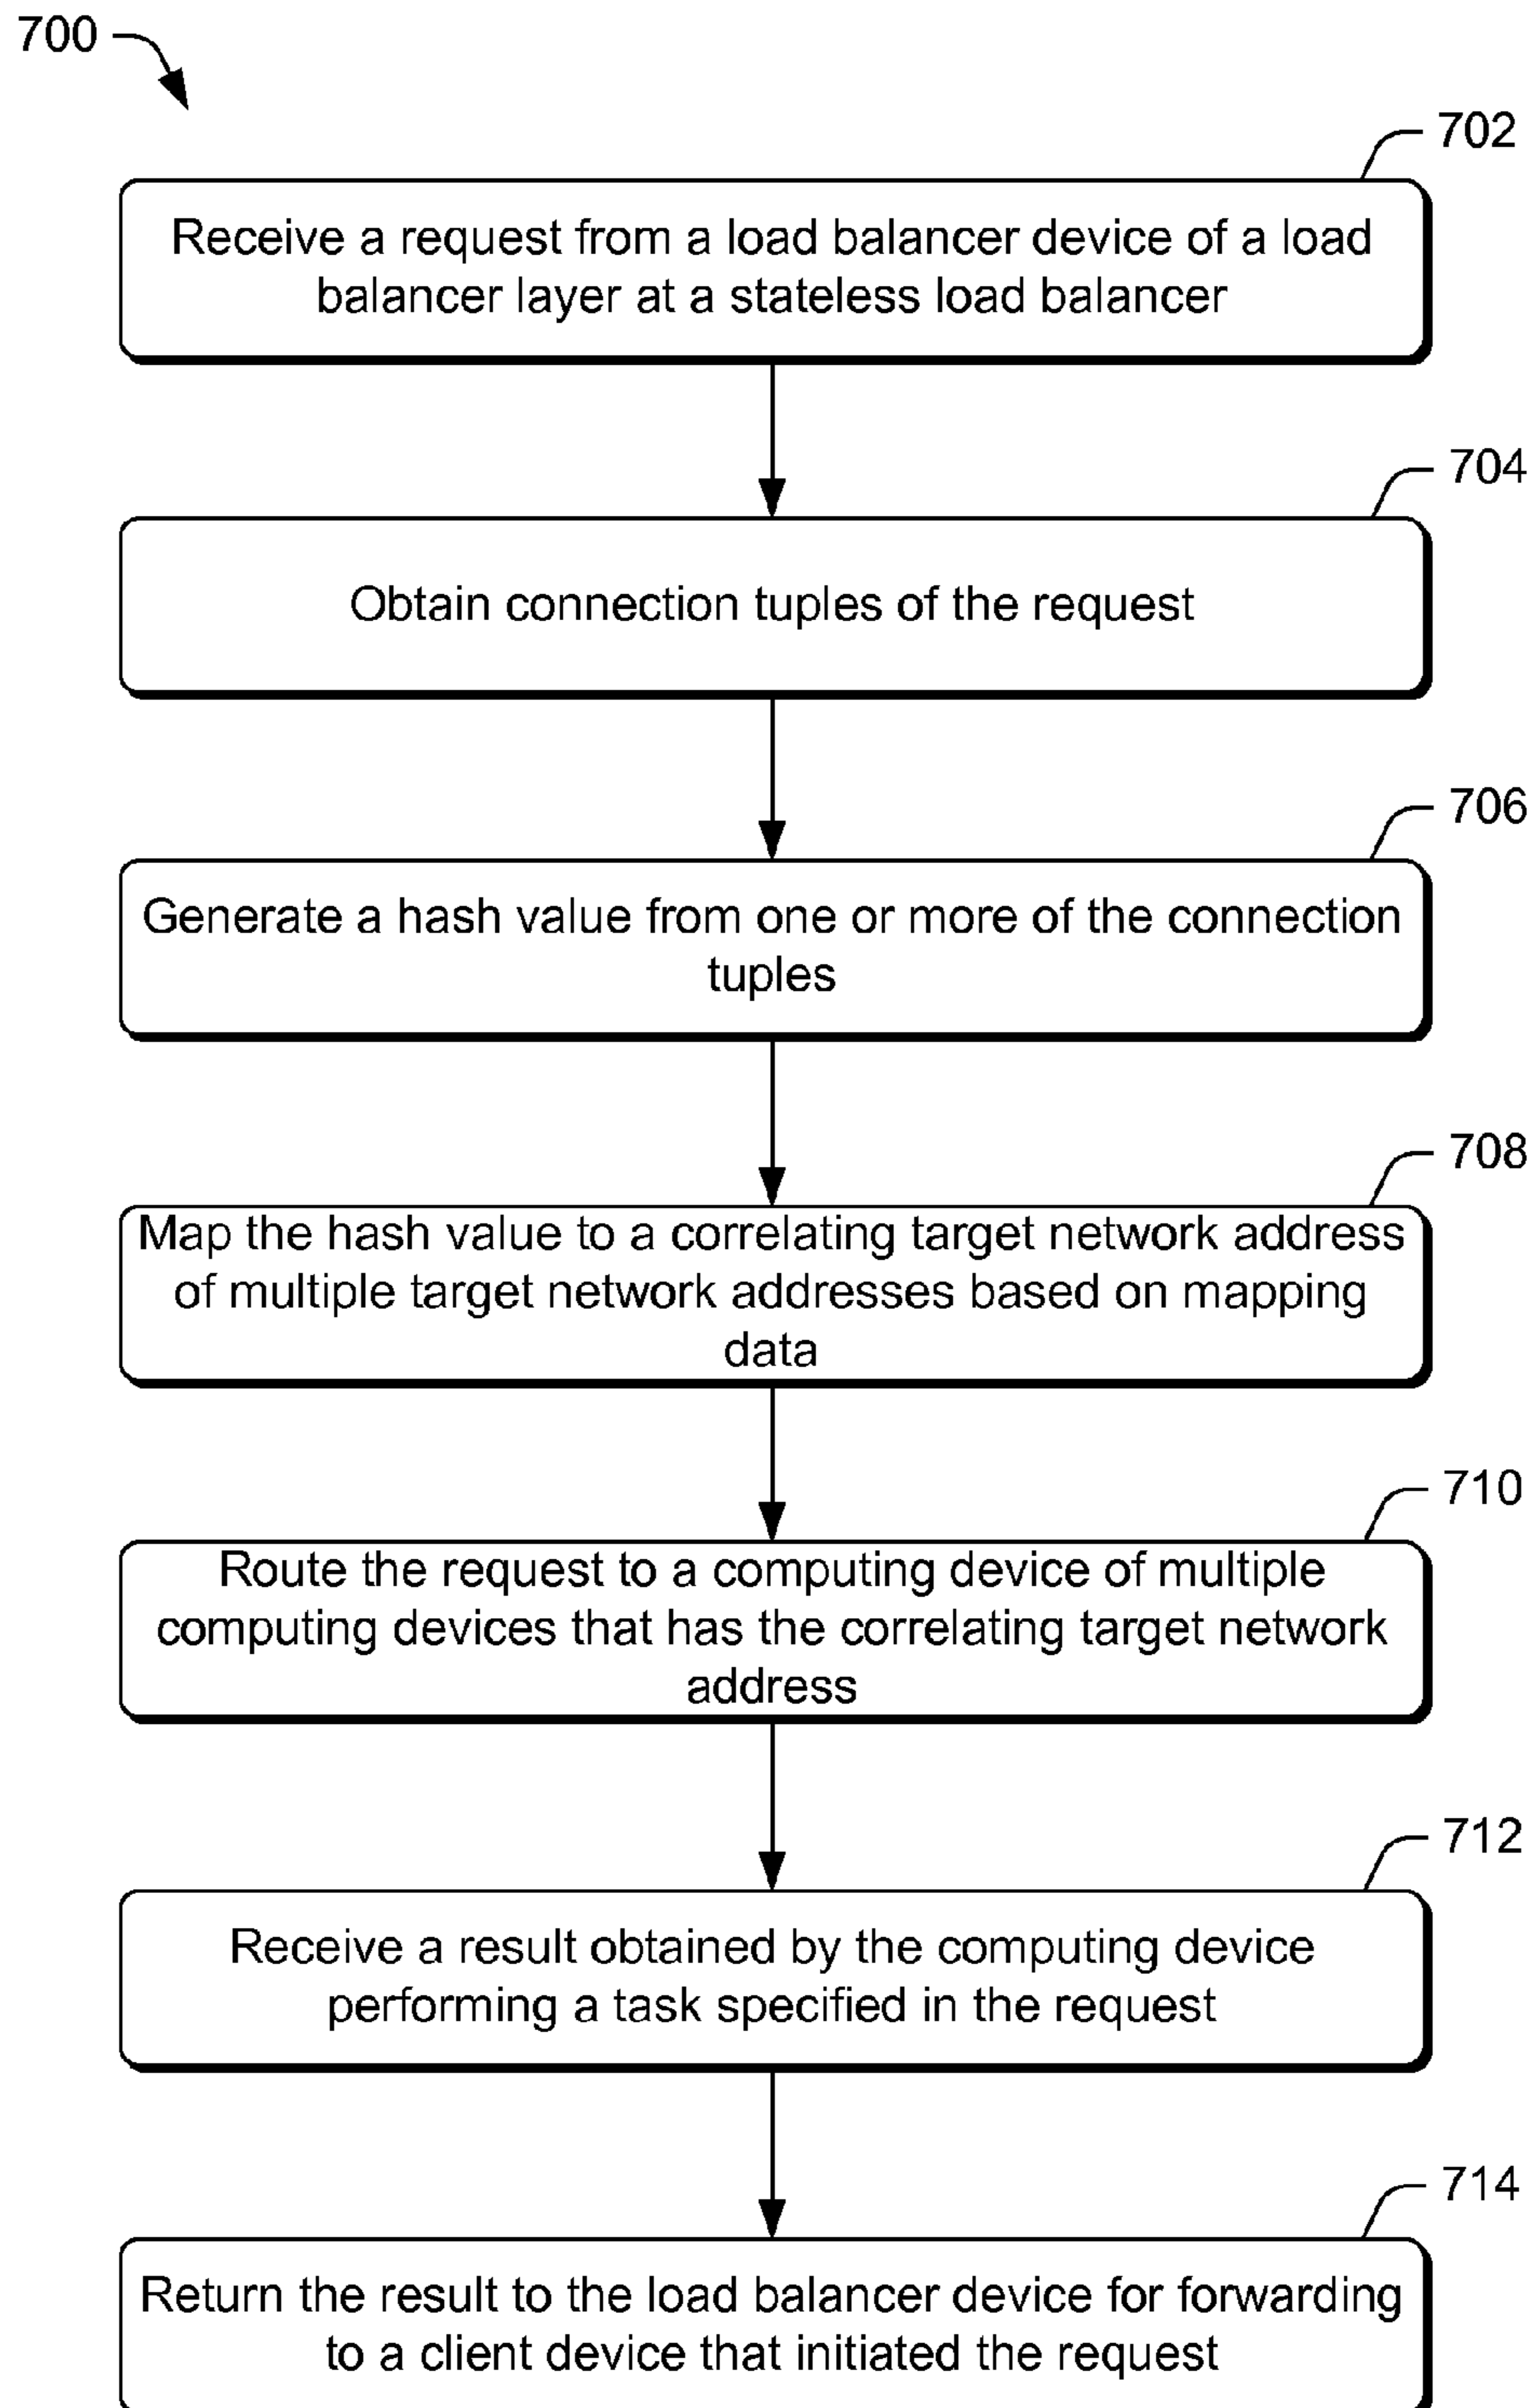 700
702
Receive a request from a load balancer device of a load
balancer layer at a stateless load balancer
704
Obtain connection tuples of the request
706
Generate a hash value from one or more of the connection
tuples
708
Map the hash value to a correlating target network address
of multiple target network addresses based on mapping
data
710
Route the request to a computing device of multiple
computing devices that has the correlating target network
address
712
Receive a result obtained by the computing device
performing a task specified in the request
714
Return the result to the load balancer device for forwarding
to a client device that initiated the request